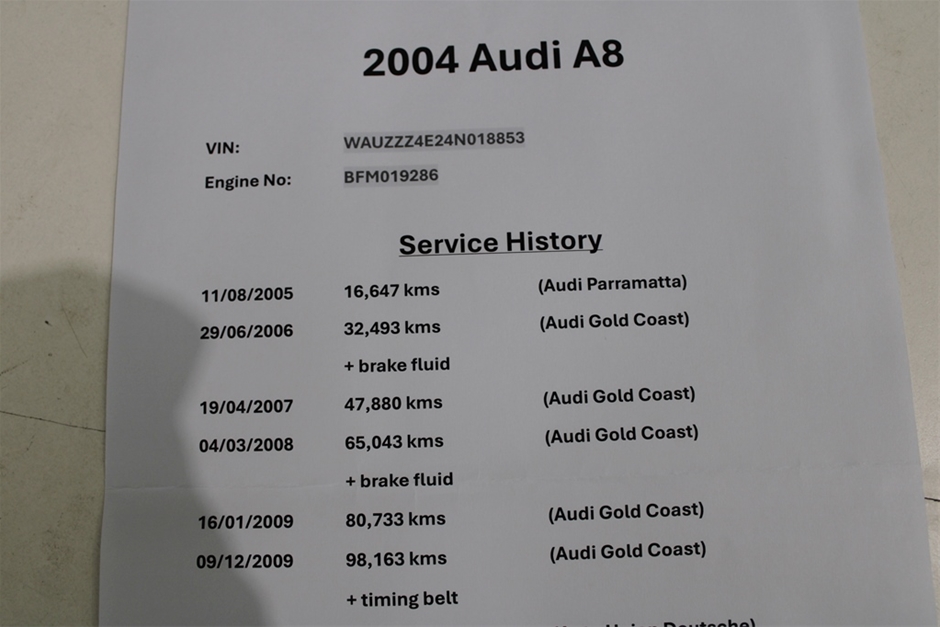 2004 Audi A8
VIN: WAUZZZ4E24N018853
Engine No: BFM019286
Service History
11/08/2005 16,647 kms (Audi Parramatta)
29/06/2006 32,493 kms (Audi Gold Coast)
+ brake fluid
19/04/2007 47,880 kms (Audi Gold Coast)
04/03/2008 65,043 kms (Audi Gold Coast)
+ brake fluid
16/01/2009 80,733 kms (Audi Gold Coast)
09/12/2009 98,163 kms (Audi Gold Coast)
+ timing belt
Deutsche)